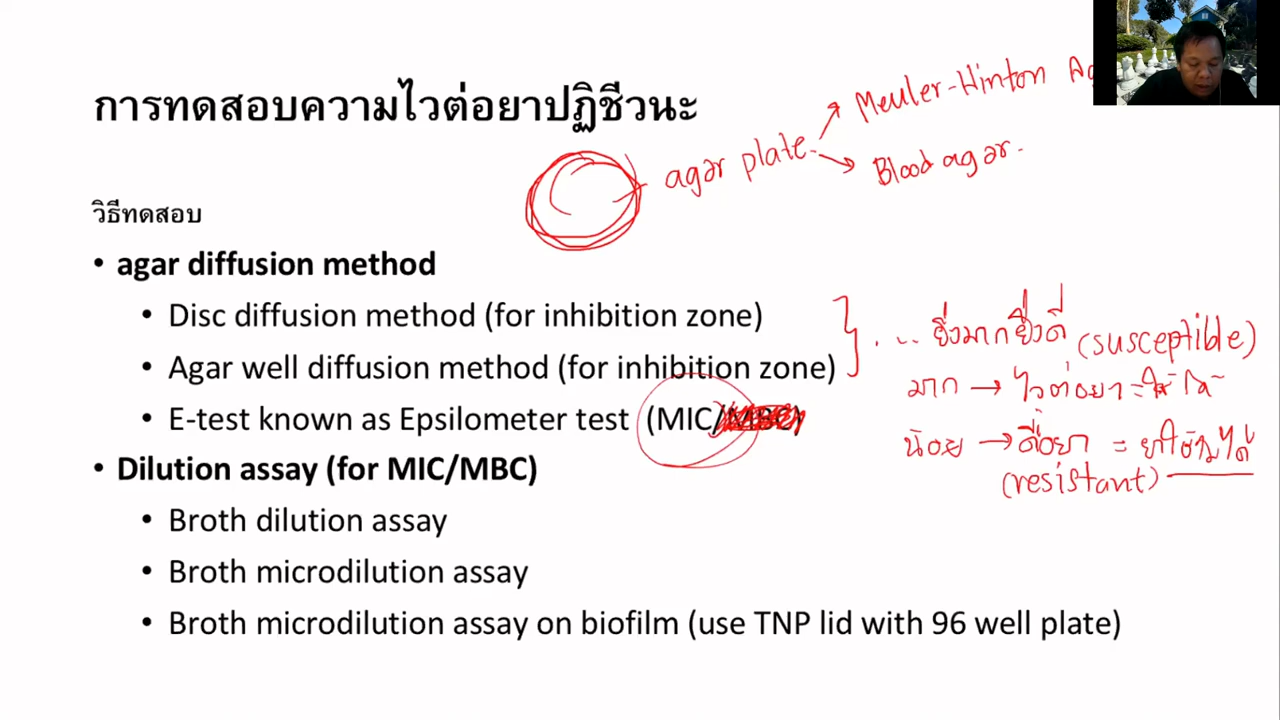 การทดสอบความไวต่อยาปฏิชีวนะ
Meuler-Hinton Ag
agar plate
Blood agar.
วิธีทดสอบ
• agar diffusion method
• Disc diffusion method (for inhibition zone)
• Agar well diffusion method (for inhibition zone)
• E-test known as Epsilometer test (MIC/MBC)
... ยิ่งมากยิ่งดี
(susceptible)
มาก → ไวต่อยา =
น้อย → ดื้อยา =
(resistant)
• Dilution assay (for MIC/MBC)
• Broth dilution assay
• Broth microdilution assay
• Broth microdilution assay on biofilm (use TNP lid with 96 well plate)